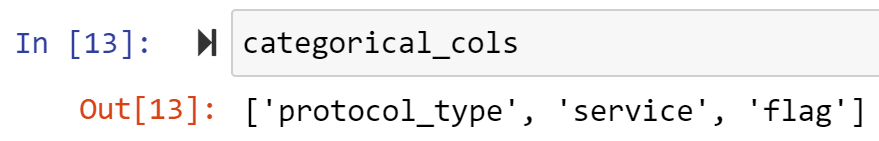 In [13]: categorical_cols
Out[13]: ['protocol_type', 'service', 'flag']